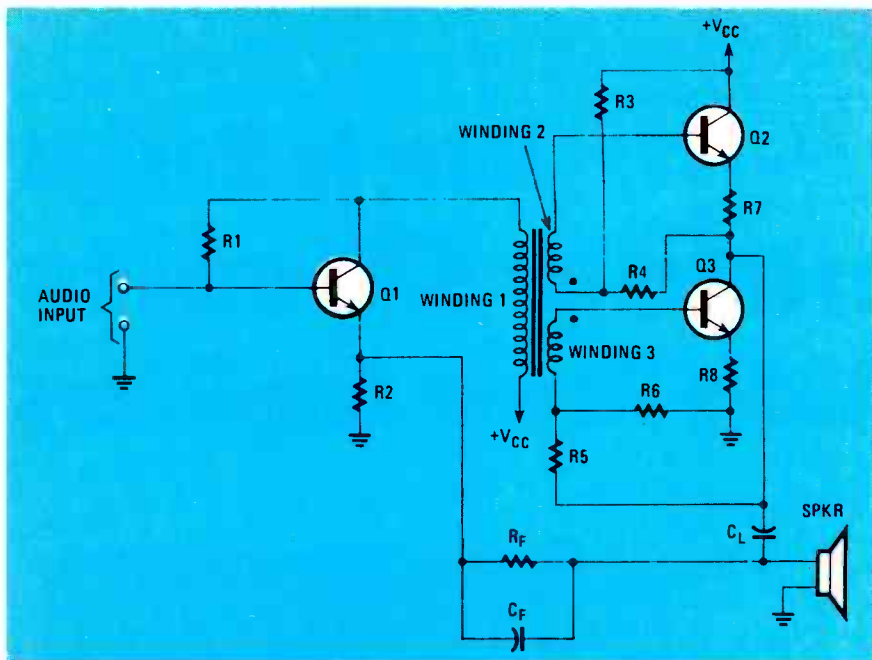 +VCC
R3
WINDING 2
Q2
R7
R1
R4
Q3
AUDIO
INPUT
Q1
WINDING 1
WINDING 3
R8
R2
R6
+VCC
R5
SPKR
CL
RF
CF